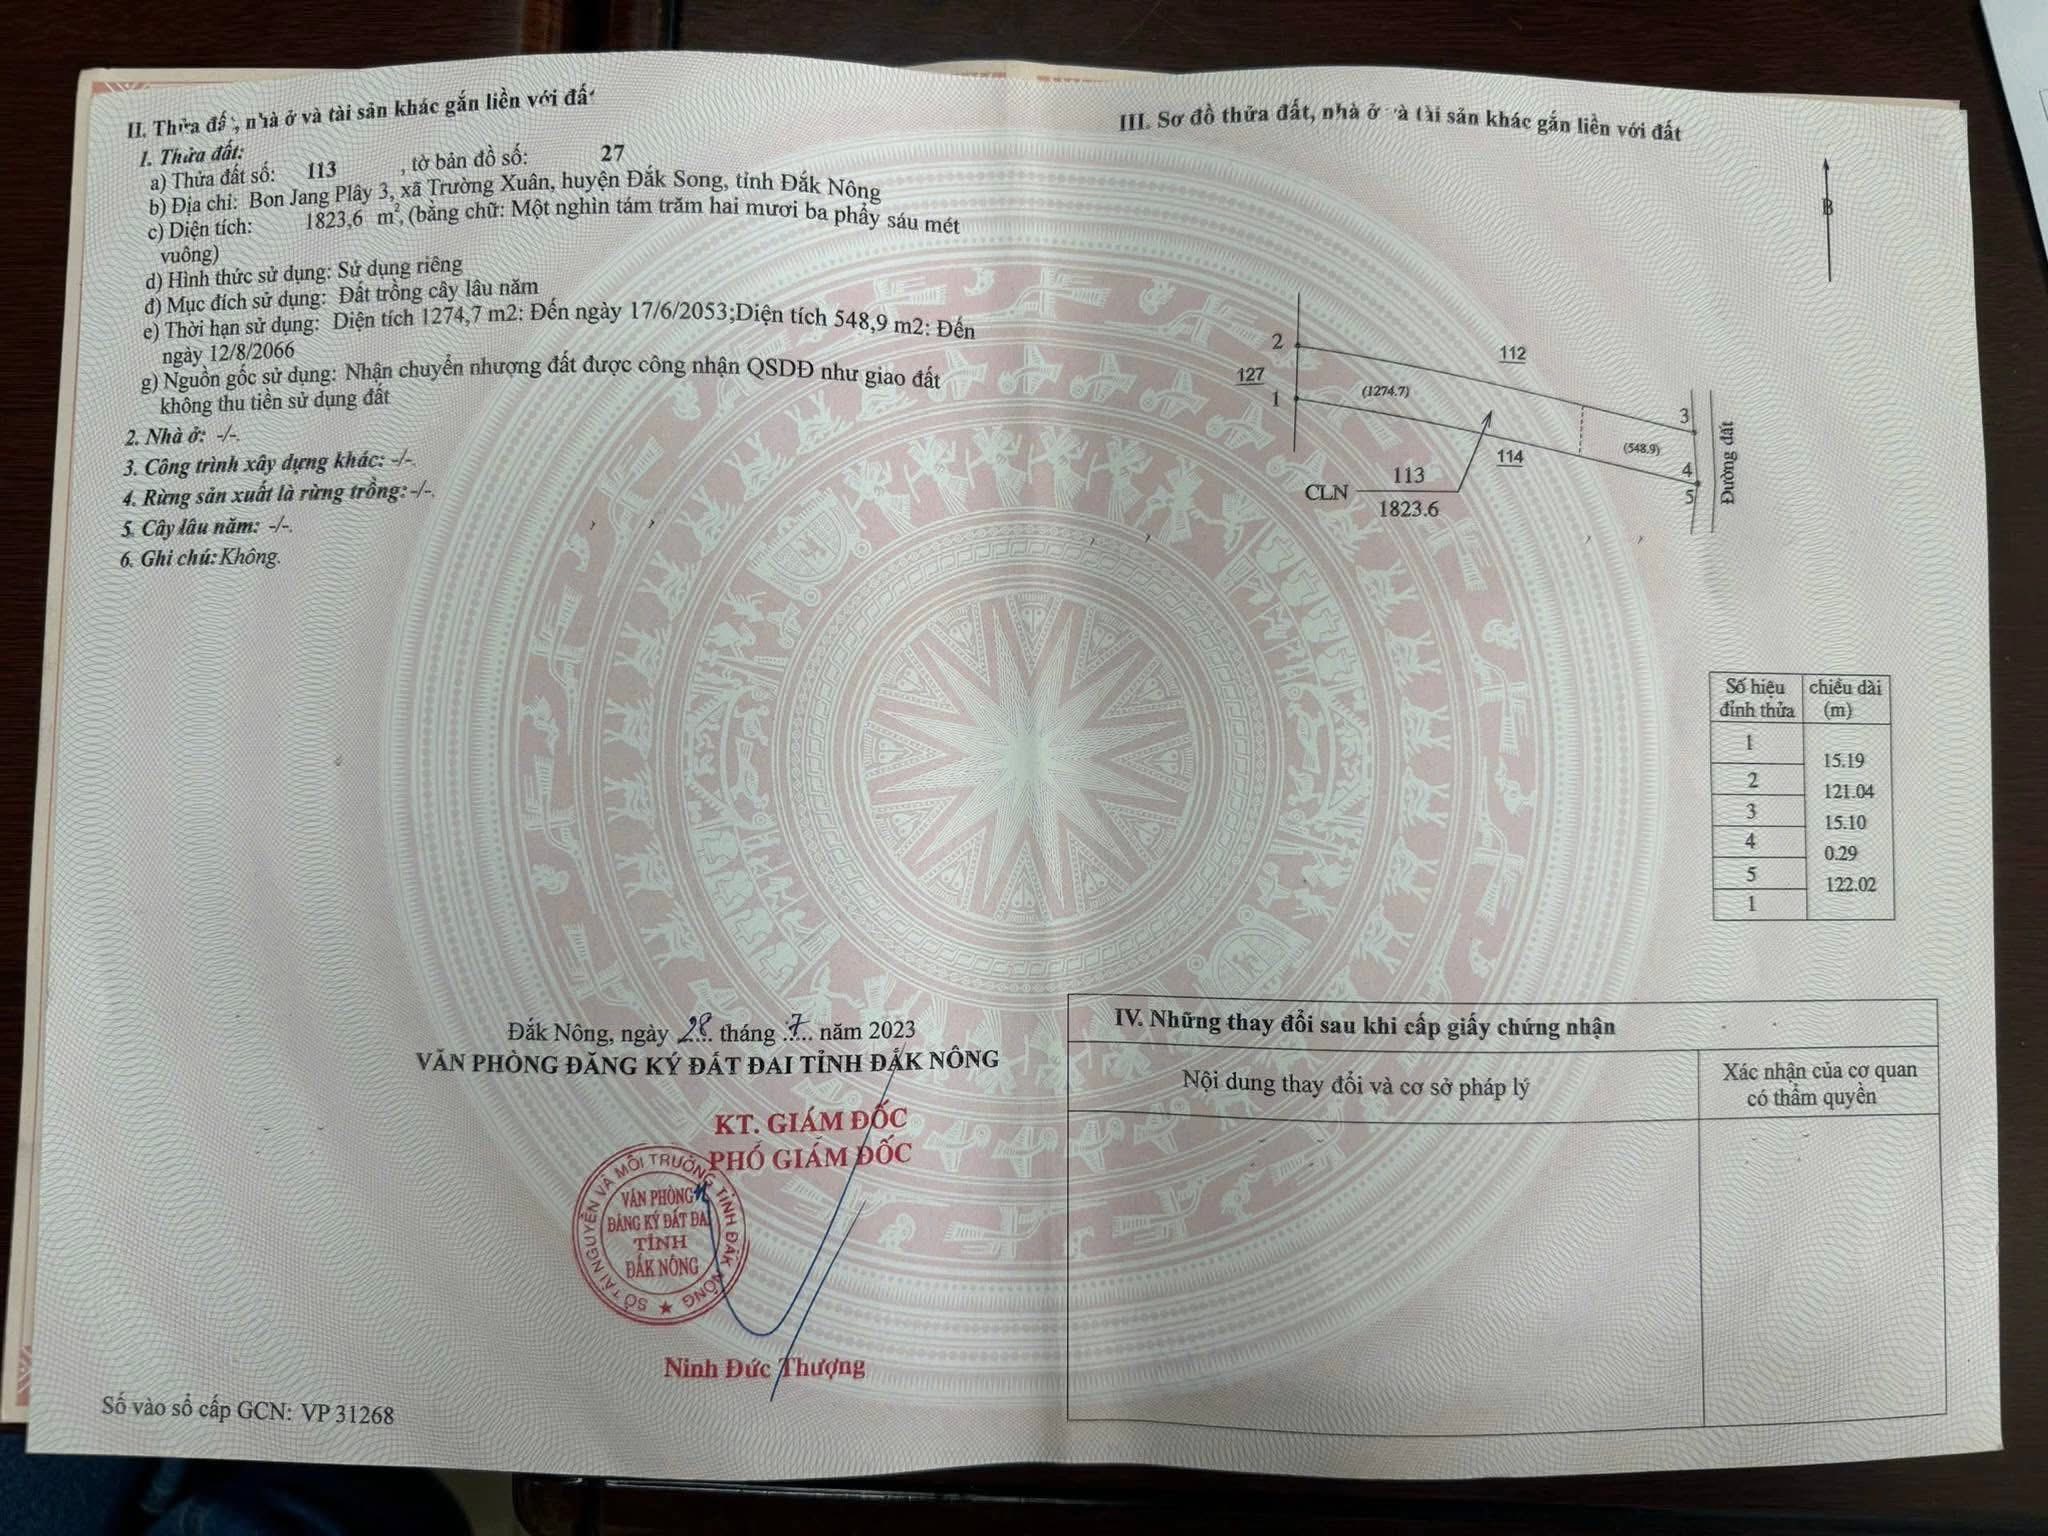 II. Thửa đất, nhà ở và tài sản khác gắn liền với đất
1. Thửa đất:
a) Thửa đất số: 113 , tờ bản đồ số: 27
b) Địa chỉ: Bon Jang Plây 3, xã Trường Xuân, huyện Đắk Song, tỉnh Đắk Nông
c) Diện tích: 1823,6 m², (bằng chữ: Một nghìn tám trăm hai mươi ba phẩy sáu mét
vuông)
d) Hình thức sử dụng: Sử dụng riêng
đ) Mục đích sử dụng: Đất trồng cây lâu năm
e) Thời hạn sử dụng: Diện tích 1274,7 m2: Đến ngày 17/6/2053;Diện tích 548,9 m2: Đến
ngày 12/8/2066
g) Nguồn gốc sử dụng: Nhận chuyển nhượng đất được công nhận QSDĐ như giao đất
không thu tiền sử dụng đất
2. Nhà ở: -/-.
3. Công trình xây dựng khác: -/-.
4. Rừng sản xuất là rừng trồng:-/-.
5. Cây lâu năm: -/-.
6. Ghi chú: Không.
Đắk Nông, ngày 28 tháng 7 năm 2023
VĂN PHÒNG ĐĂNG KÝ ĐẤT ĐAI TỈNH ĐẮK NÔNG
KT. GIÁM ĐỐC
PHÓ GIÁM ĐỐC
SỞ TÀI NGUYÊN VÀ MÔI TRƯỜNG TỈNH ĐẮK NÔNG
VĂN PHÒNG
ĐĂNG KÝ ĐẤT ĐAI
TỈNH
ĐẮK NÔNG
Ninh Đức Thượng
Số vào sổ cấp GCN: VP 31268
III. Sơ đồ thửa đất, nhà ở và tài sản khác gắn liền với đất
B
2
112
127
1
(1274.7)
3
(548.9)
4
5
Đường đất
114
CLN
113
1823.6
Số hiệu đỉnh thửa chiều dài (m)
1
15.19
2
121.04
3
15.10
4
0.29
5
122.02
1
IV. Những thay đổi sau khi cấp giấy chứng nhận
Nội dung thay đổi và cơ sở pháp lý
Xác nhận của cơ quan
có thẩm quyền